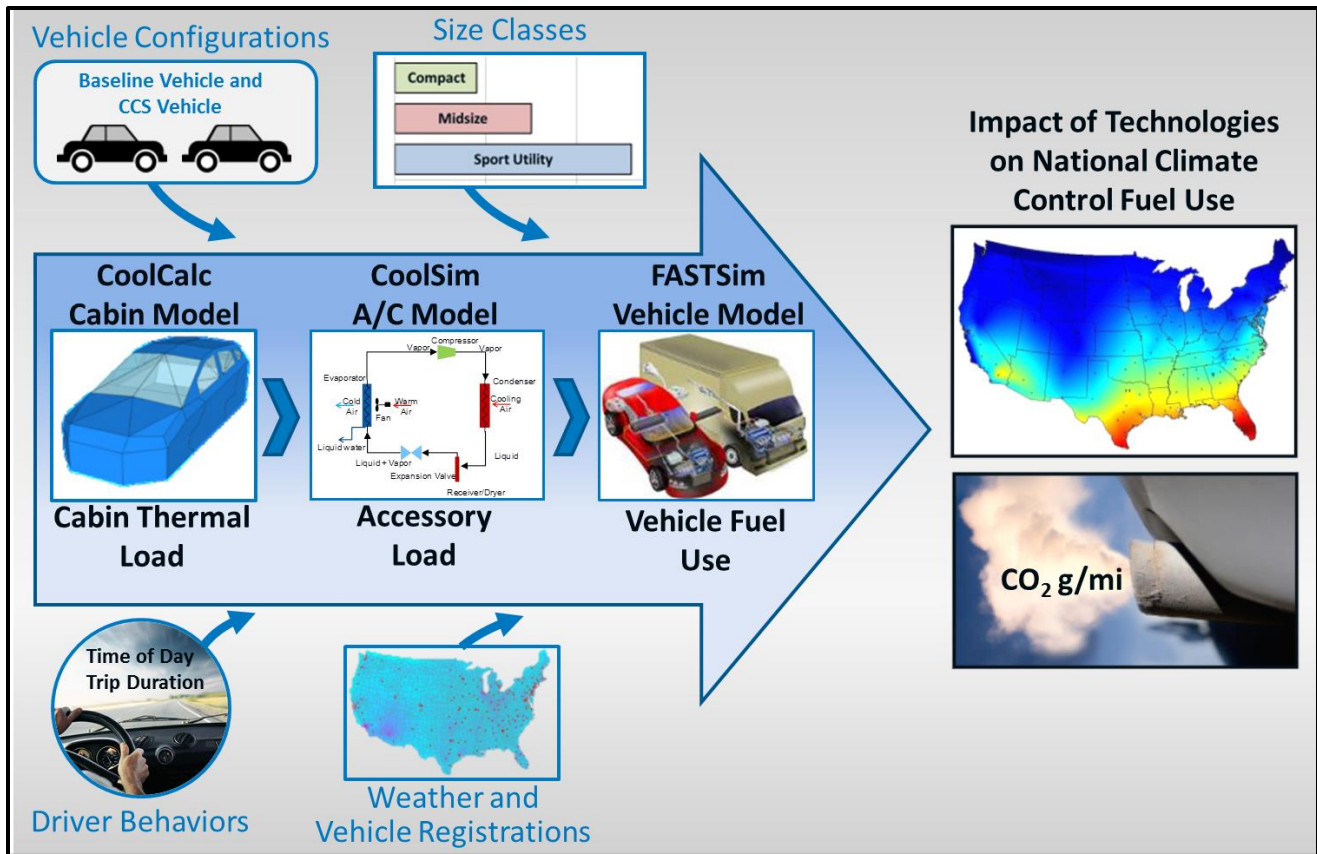 Vehicle Configurations
Baseline Vehicle and
CCS Vehicle
Size Classes
Compact
Midsize
Sport Utility
Impact of Technologies
on National Climate
Control Fuel Use
CoolCalc
Cabin Model
CoolSim
A/C Model
FASTSim
Vehicle Model
Compressor
Vapor
Vapor
Evaporator
Condenser
Cold
Air
Fan
Warm
Air
Cooling
Air
Liquid water
Liquid + Vapor
Liquid
Expansion Valve
Receiver/Dryer
Cabin Thermal
Load
Accessory
Load
Vehicle Fuel
Use
CO₂ g/mi
Time of Day
Trip Duration
Driver Behaviors
Weather and
Vehicle Registrations